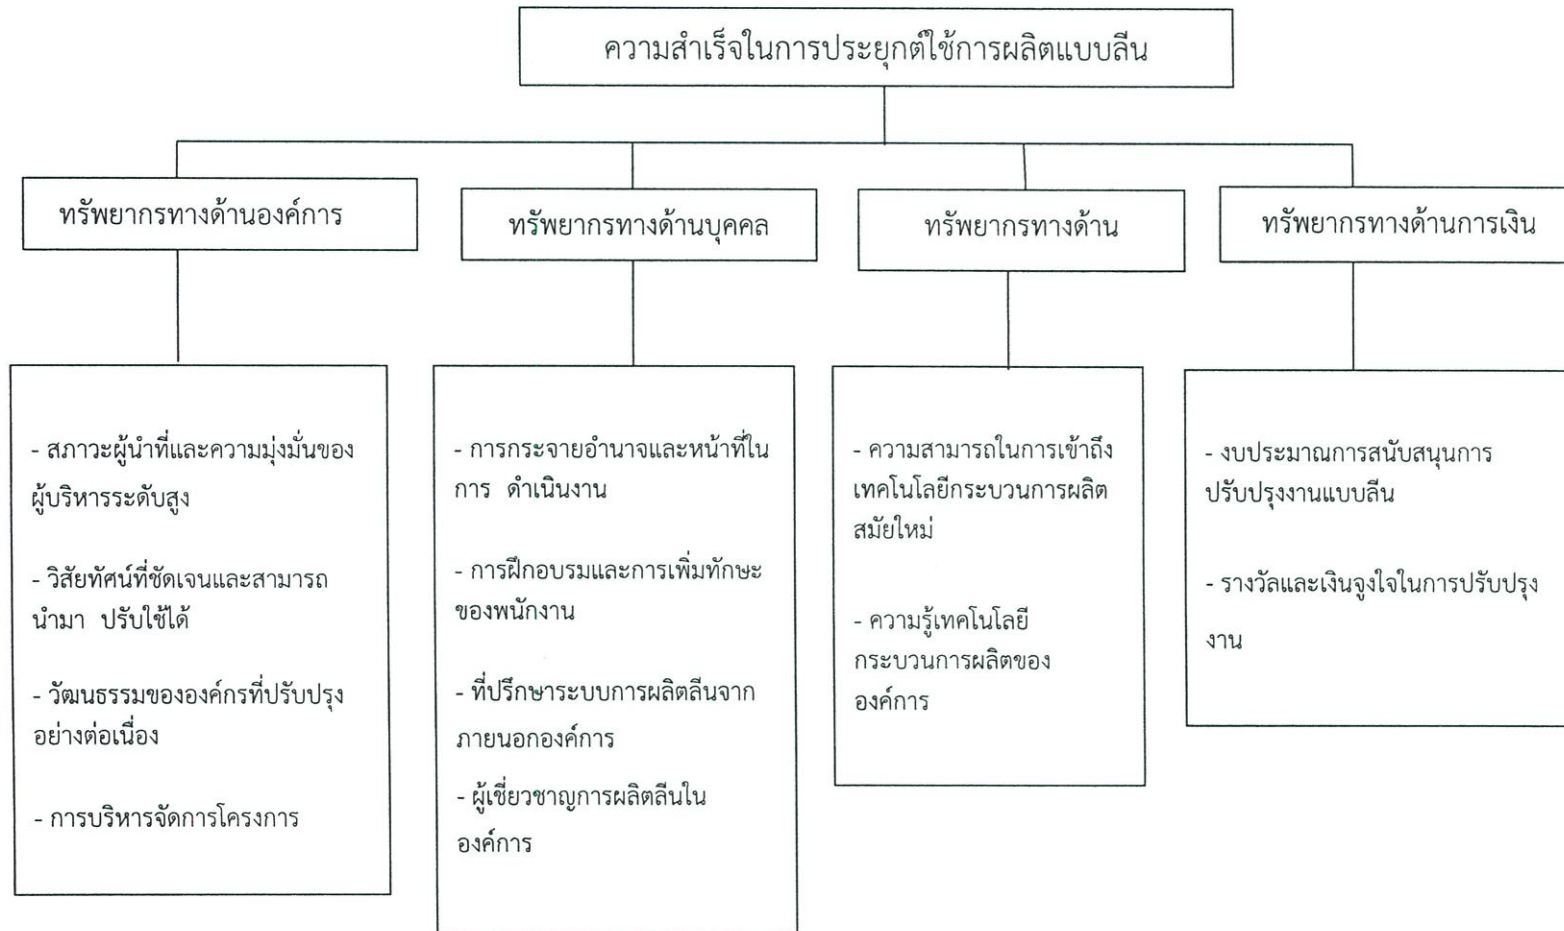 ความสำเร็จในการประยุกต์ใช้การผลิตแบบลีน
ทรัพยากรทางด้านองค์การ
ทรัพยากรทางด้านบุคคล
ทรัพยากรทางด้าน
ทรัพยากรทางด้านการเงิน
- สภาวะผู้นำที่และความมุ่งมั่นของ
ผู้บริหารระดับสูง
- วิสัยทัศน์ที่ชัดเจนและสามารถ
นำมา ปรับใช้ได้
- วัฒนธรรมขององค์กรที่ปรับปรุง
อย่างต่อเนื่อง
- การบริหารจัดการโครงการ
- การกระจายอำนาจและหน้าที่ใน
การ ดำเนินงาน
- การฝึกอบรมและการเพิ่มทักษะ
ของพนักงาน
- ที่ปรึกษาระบบการผลิตลีนจาก
ภายนอกองค์การ
- ผู้เชี่ยวชาญการผลิตลีนใน
องค์การ
- ความสามารถในการเข้าถึง
เทคโนโลยีกระบวนการผลิต
สมัยใหม่
- ความรู้เทคโนโลยี
กระบวนการผลิตของ
องค์การ
- งบประมาณการสนับสนุนการ
ปรับปรุงงานแบบลีน
- รางวัลและเงินจูงใจในการปรับปรุง
งาน